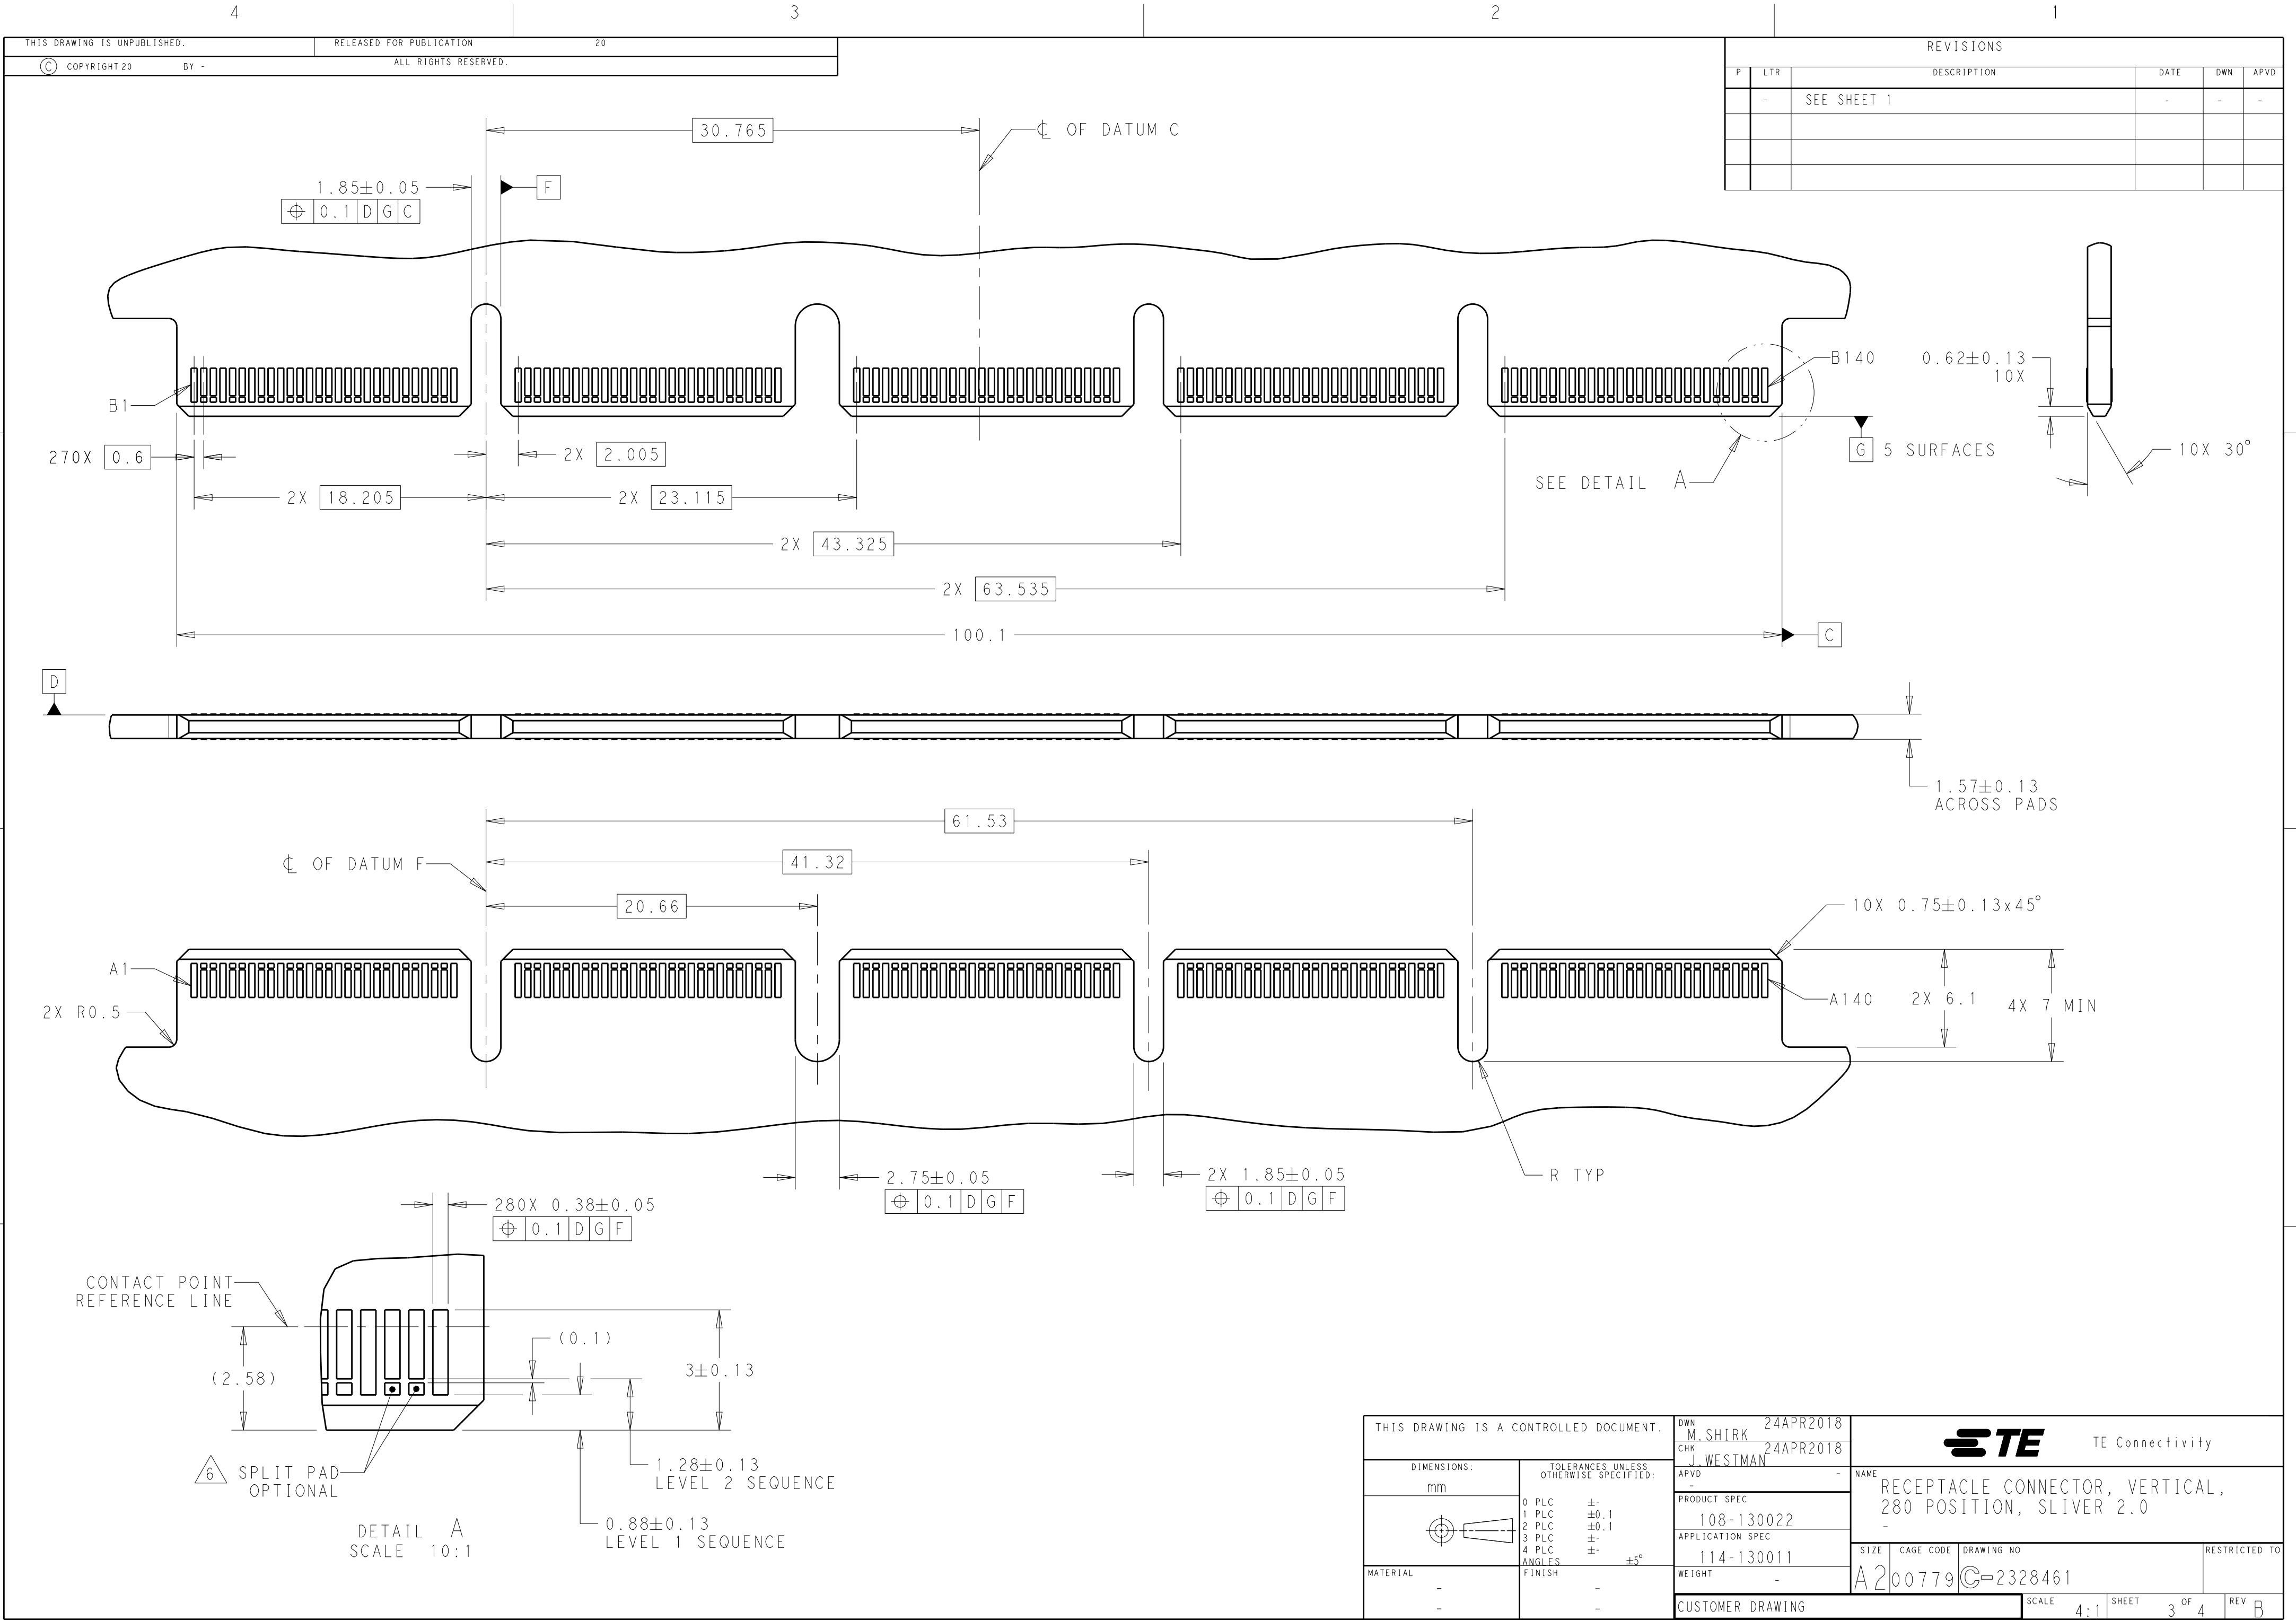 4
3
2
1
THIS DRAWING IS UNPUBLISHED.
RELEASED FOR PUBLICATION
20
© COPYRIGHT 20
BY -
ALL RIGHTS RESERVED.
REVISIONS
P LTR DESCRIPTION DATE DWN APVD
- SEE SHEET 1 - - -
30.765
℄ OF DATUM C
1.85±0.05
F
⌖ 0.1 D G C
B140
B1
0.62±0.13
10X
270X 0.6
2X 2.005
G 5 SURFACES
10X 30°
2X 18.205
2X 23.115
SEE DETAIL A
2X 43.325
2X 63.535
100.1
C
D
1.57±0.13
ACROSS PADS
61.53
℄ OF DATUM F
41.32
20.66
10X 0.75±0.13x45°
A1
A140
2X 6.1
4X 7 MIN
2X R0.5
2.75±0.05
⌖ 0.1 D G F
2X 1.85±0.05
⌖ 0.1 D G F
R TYP
280X 0.38±0.05
⌖ 0.1 D G F
CONTACT POINT
REFERENCE LINE
(0.1)
(2.58)
3±0.13
6 SPLIT PAD
OPTIONAL
1.28±0.13
LEVEL 2 SEQUENCE
0.88±0.13
LEVEL 1 SEQUENCE
DETAIL A
SCALE 10:1
THIS DRAWING IS A CONTROLLED DOCUMENT.
DIMENSIONS:
mm
TOLERANCES UNLESS
OTHERWISE SPECIFIED:
0 PLC ±-
1 PLC ±0.1
2 PLC ±0.1
3 PLC ±-
4 PLC ±-
ANGLES ±5°
MATERIAL
-
-
FINISH
-
-
DWN 24APR2018
M.SHIRK
CHK 24APR2018
J.WESTMAN
APVD -
-
PRODUCT SPEC
108-130022
APPLICATION SPEC
114-130011
WEIGHT -
CUSTOMER DRAWING
TE TE Connectivity
NAME
RECEPTACLE CONNECTOR, VERTICAL,
280 POSITION, SLIVER 2.0
-
SIZE CAGE CODE DRAWING NO RESTRICTED TO
A2 00779 C-2328461
SCALE 4:1 SHEET 3 OF 4 REV B